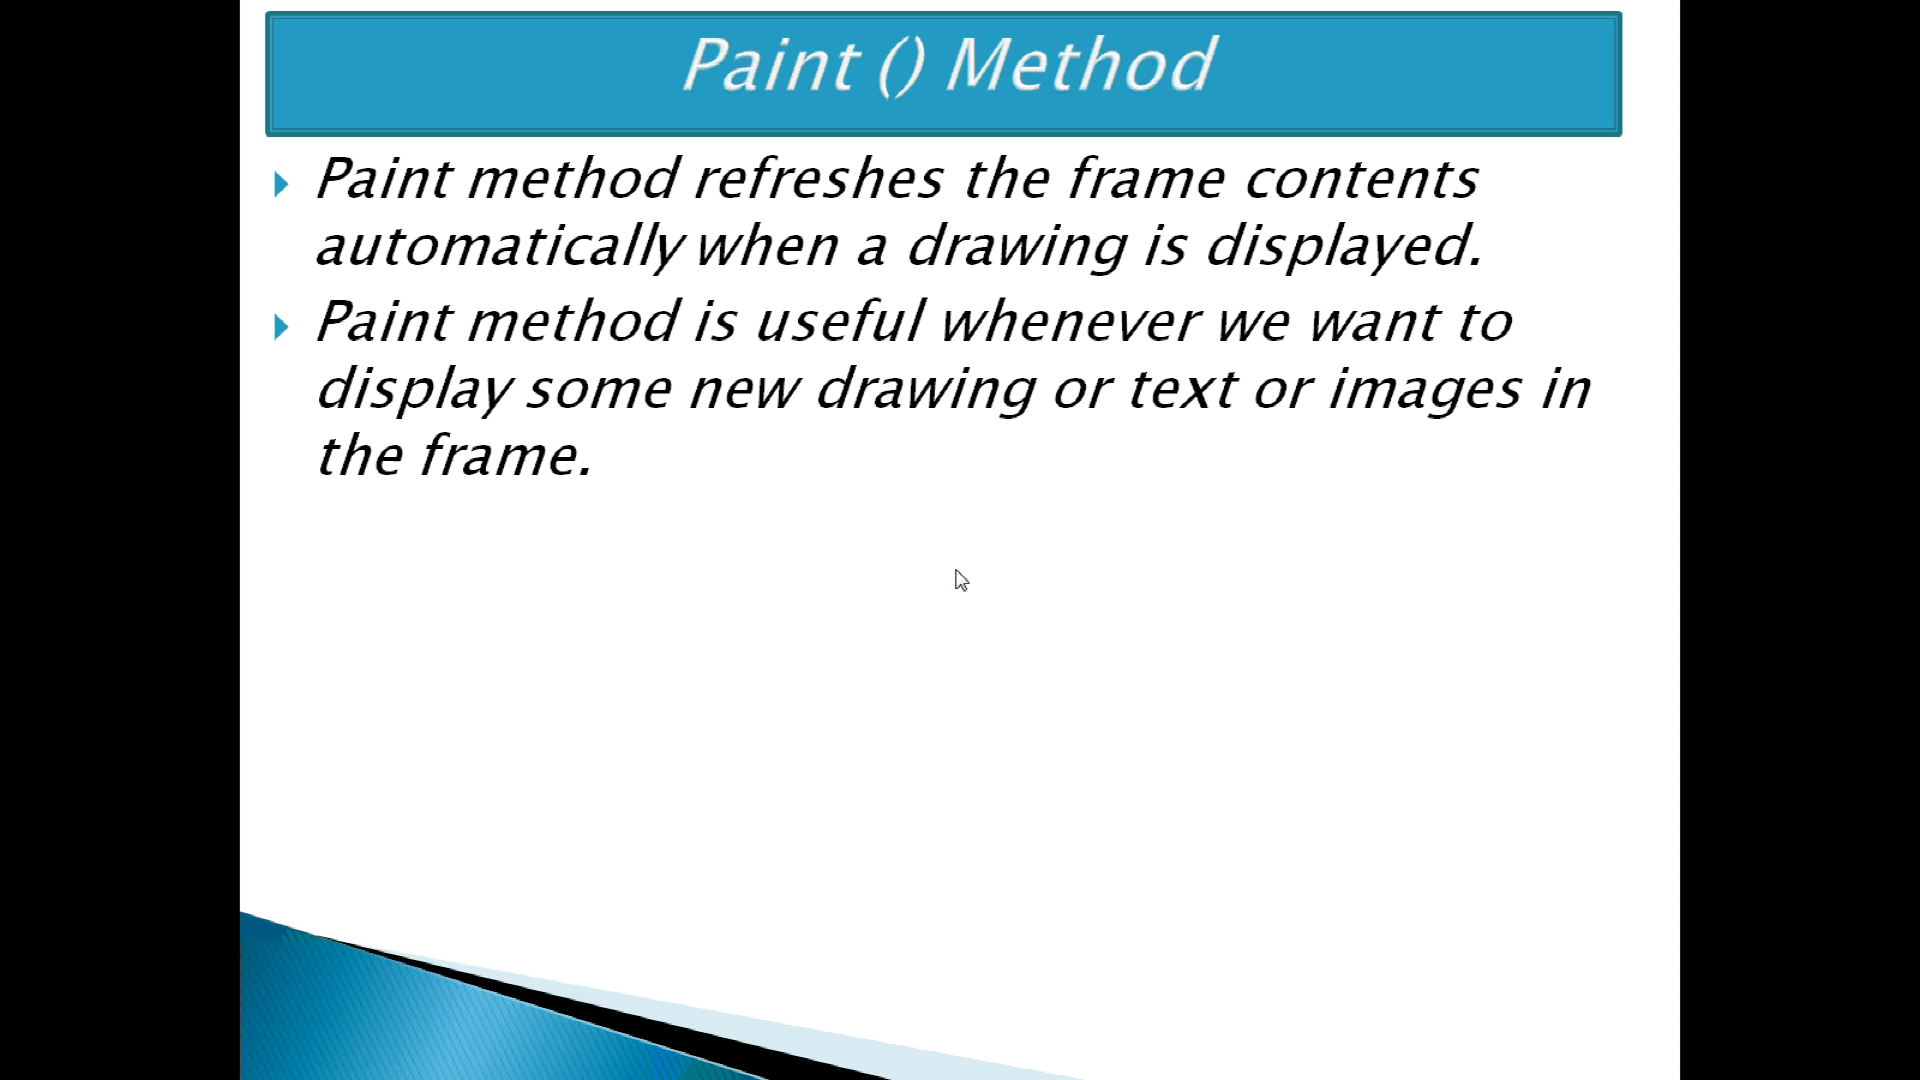 Paint () Method
Paint method refreshes the frame contents
automatically when a drawing is displayed.
Paint method is useful whenever we want to
display some new drawing or text or images in
the frame.